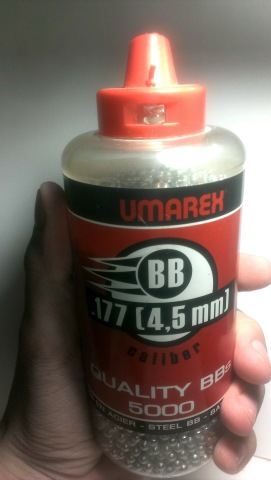 UMAREX
BB
.177 (4,5 mm)
caliber
QUALITY BBs
5000
STEEL BB